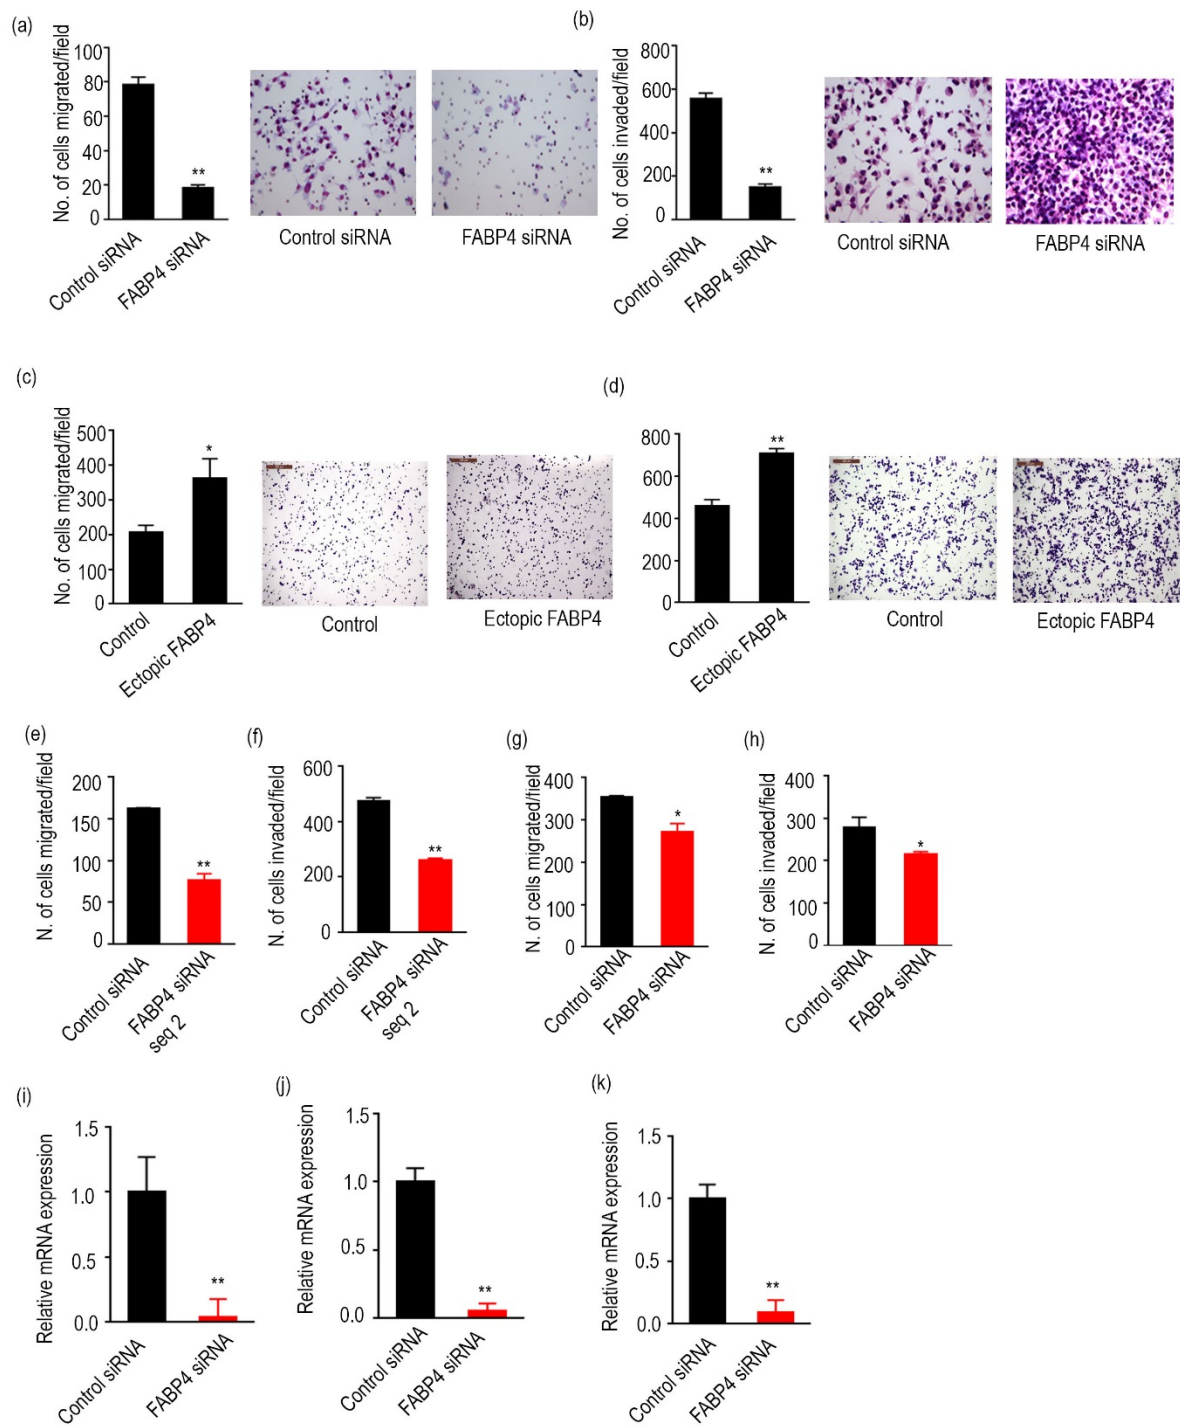 (a)
No. of cells migrated/field
100
80
60
40
20
0
**
Control siRNA
FABP4 siRNA
Control siRNA
FABP4 siRNA
(b)
No. of cells invaded/field
800
600
400
200
0
**
Control siRNA
FABP4 siRNA
Control siRNA
FABP4 siRNA
(c)
No. of cells migrated/field
500
400
300
200
100
0
*
Control
Ectopic FABP4
Control
Ectopic FABP4
(d)
No. of cells migrated/field
800
600
400
600
0
**
Control
Ectopic FABP4
Control
Ectopic FABP4
(e)
N. of cells migrated/field
200
150
100
50
0
**
Control siRNA
FABP4 siRNA
seq 2
(f)
N. of cells invaded/field
600
400
200
0
**
Control siRNA
FABP4 siRNA
seq 2
(g)
N. of cells migrated/field
400
300
200
300
0
*
Control siRNA
FABP4 siRNA
(h)
N. of cells invaded/field
400
300
200
100
0
*
Control siRNA
FABP4 siRNA
(i)
Relative mRNA expression
1.5
1.0
0.5
0.0
**
Control siRNA
FABP4 siRNA
(j)
Relative mRNA expression
1.5
1.0
0.5
0.0
**
Control siRNA
FABP4 siRNA
(k)
Relative mRNA expression
1.5
1.0
0.5
0.0
**
Control siRNA
FABP4 siRNA